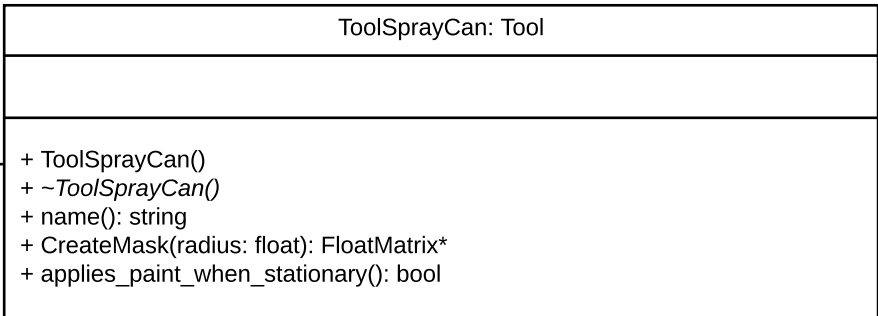 ToolSprayCan: Tool
+ ToolSprayCan()
+ ~ToolSprayCan()
+ name(): string
+ CreateMask(radius: float): FloatMatrix*
+ applies_paint_when_stationary(): bool